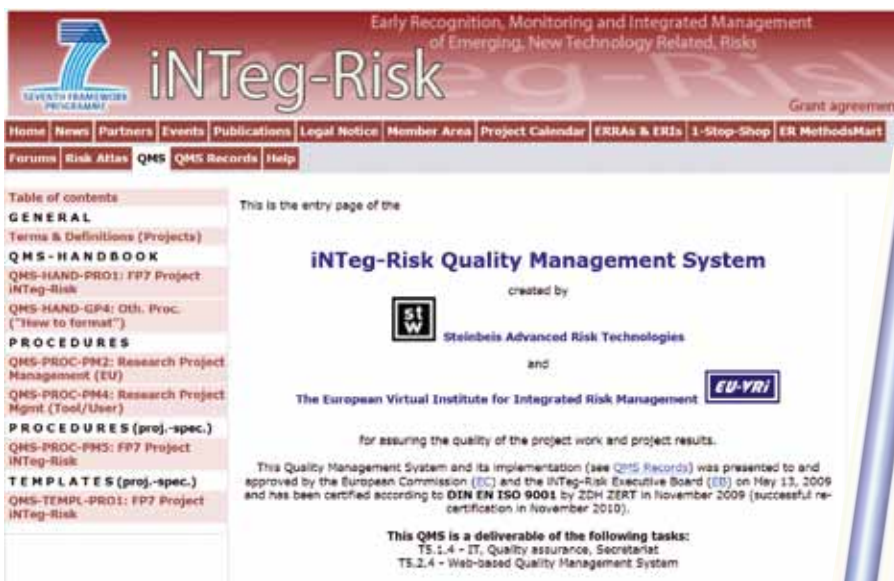 Early Recognition, Monitoring and Integrated Management
of Emerging, New Technology Related, Risks
iNTeg-Risk
SEVENTH FRAMEWORK
PROGRAMME
Grant agreemen
Home News Partners Events Publications Legal Notice Member Area Project Calendar ERRAs & ERIs 1-Stop-Shop ER MethodsMart
Forums Risk Atlas QMS QMS Records Help
Table of contents
GENERAL
Terms & Definitions (Projects)
QMS-HANDBOOK
QMS-HAND-PRO1: FP7 Project
iNTeg-Risk
QMS-HAND-GP4: Oth. Proc.
("How to format")
PROCEDURES
QMS-PROC-PM2: Research Project
Management (EU)
QMS-PROC-PM4: Research Project
Mgmt (Tool/User)
PROCEDURES (proj.-spec.)
QMS-PROC-PM5: FP7 Project
iNTeg-Risk
TEMPLATES (proj.-spec.)
QMS-TEMPL-PRO1: FP7 Project
iNTeg-Risk
This is the entry page of the
iNTeg-Risk Quality Management System
created by
stw Steinbeis Advanced Risk Technologies
and
The European Virtual Institute for Integrated Risk Management EU-VRi
for assuring the quality of the project work and project results.
This Quality Management System and its implementation (see QMS Records) was presented to and
approved by the European Commission (EC) and the iNTeg-Risk Executive Board (EB) on May 13, 2009
and has been certified according to DIN EN ISO 9001 by ZDH ZERT in November 2009 (successful re-
certification in November 2010).
This QMS is a deliverable of the following tasks:
T5.1.4 - IT, Quality assurance, Secretariat
T5.2.4 - Web-based Quality Management System